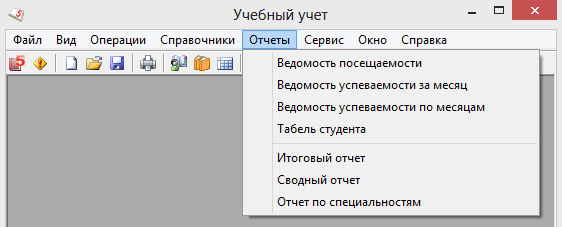 Учебный учет
Файл Вид Операции Справочники Отчеты Сервис Окно Справка
Ведомость посещаемости
Ведомость успеваемости за месяц
Ведомость успеваемости по месяцам
Табель студента
Итоговый отчет
Сводный отчет
Отчет по специальностям